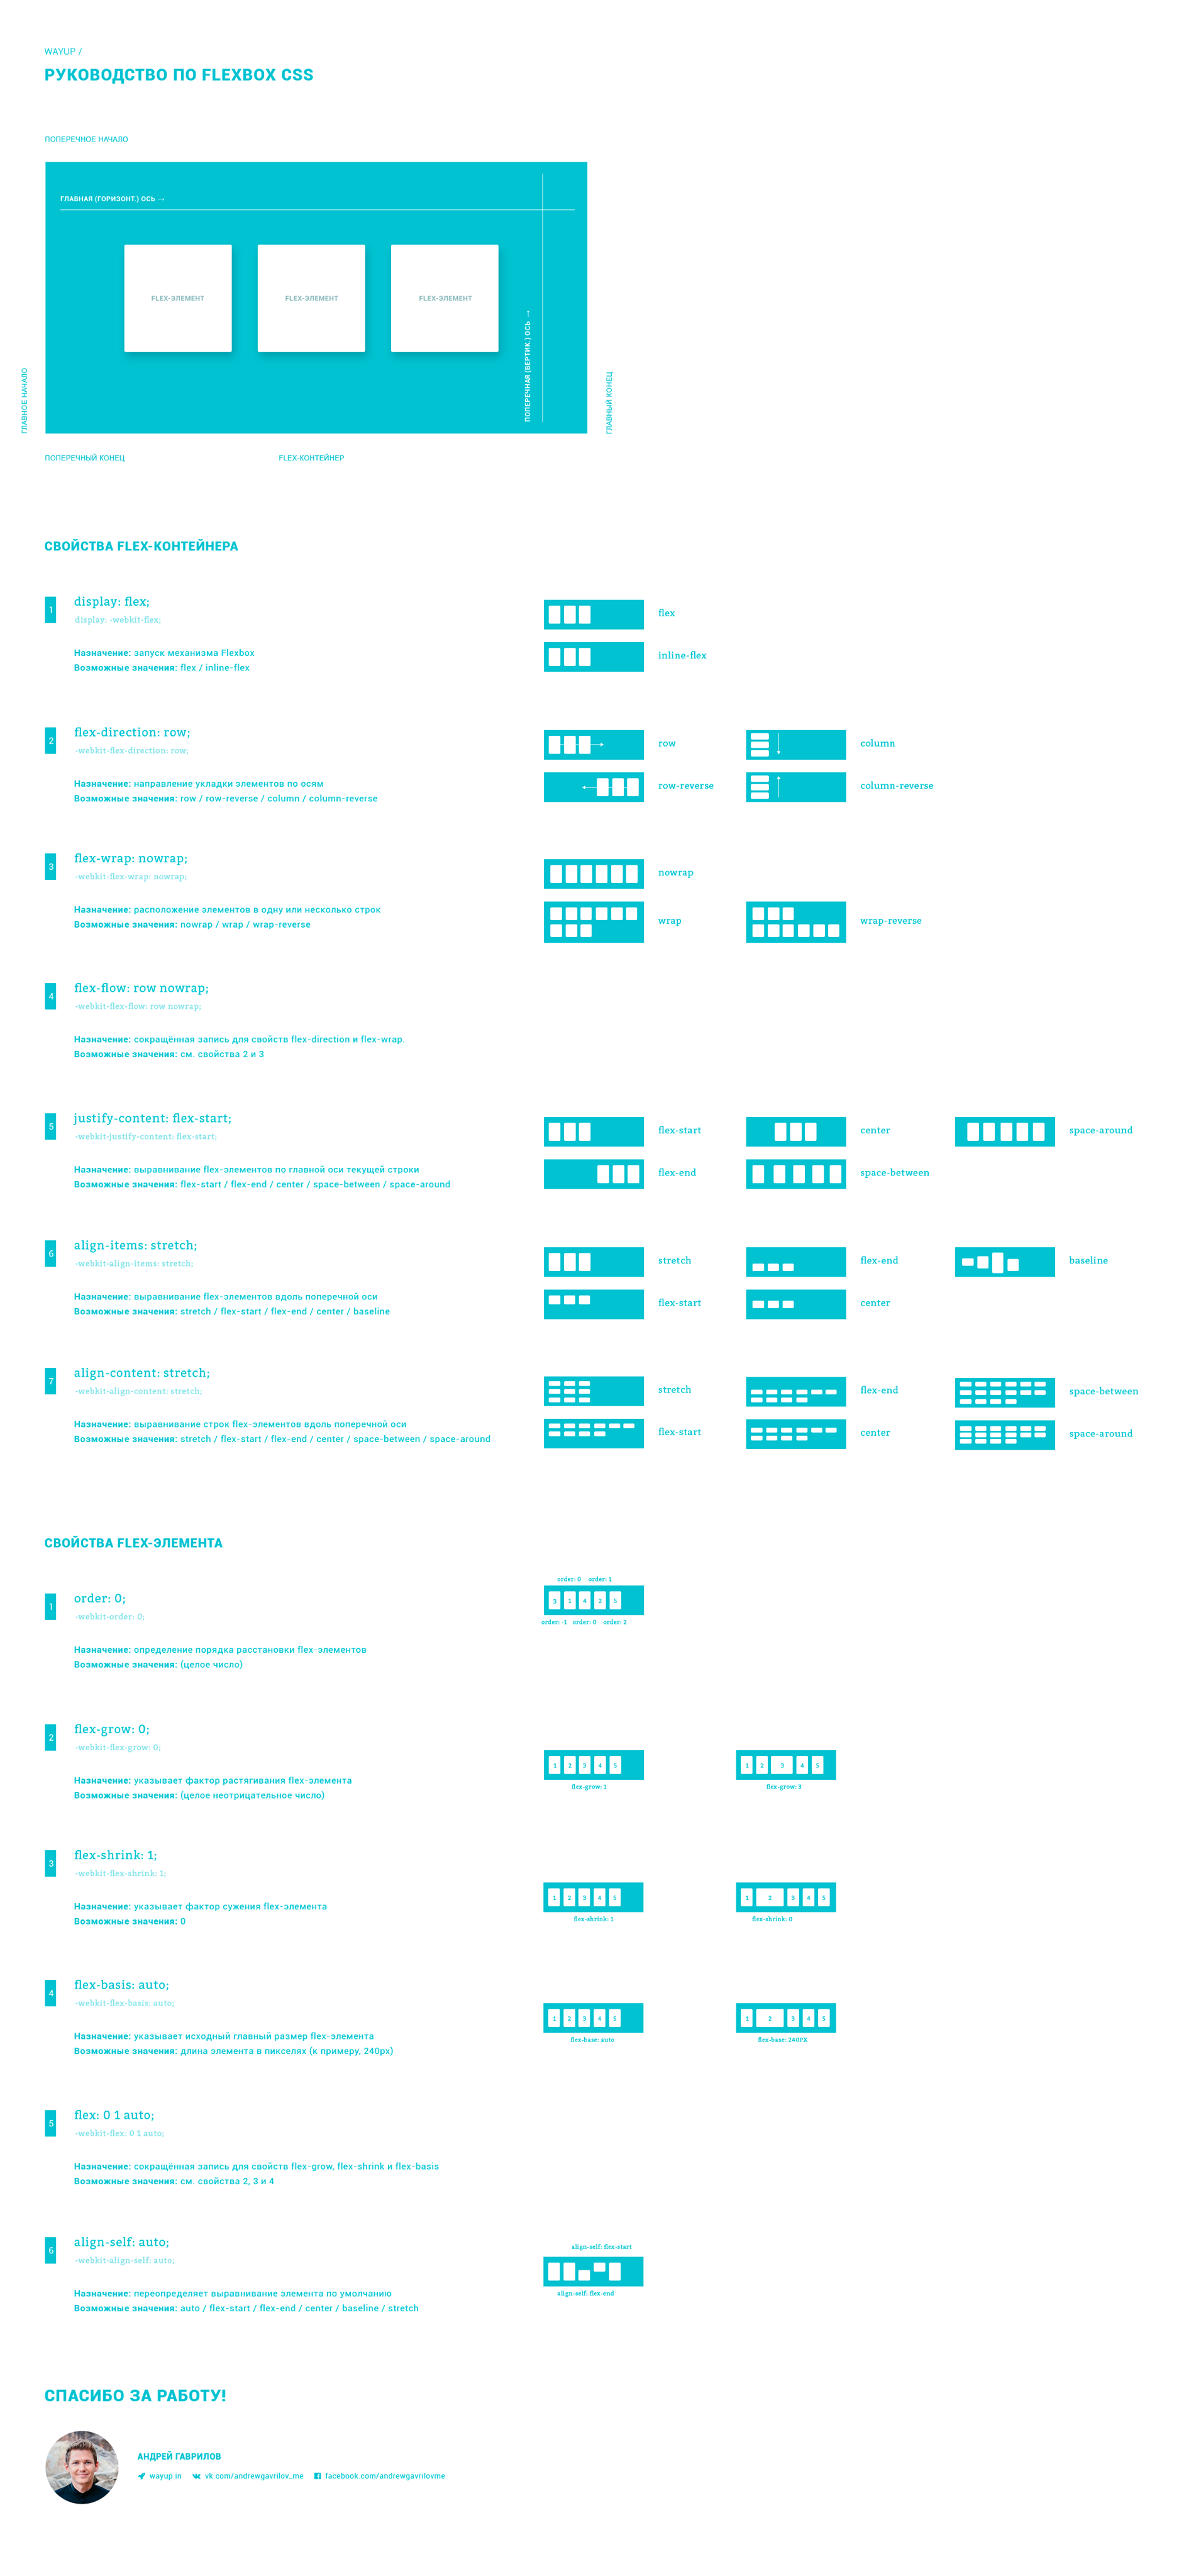 WAYUP /
РУКОВОДСТВО ПО FLEXBOX CSS
ПОПЕРЕЧНОЕ НАЧАЛО
ГЛАВНАЯ (ГОРИЗОНТ.) ОСЬ →
FLEX-ЭЛЕМЕНТ
FLEX-ЭЛЕМЕНТ
FLEX-ЭЛЕМЕНТ
ПОПЕРЕЧНАЯ (ВЕРТИК.) ОСЬ →
ГЛАВНОЕ НАЧАЛО
ГЛАВНЫЙ КОНЕЦ
ПОПЕРЕЧНЫЙ КОНЕЦ
FLEX-КОНТЕЙНЕР
СВОЙСТВА FLEX-КОНТЕЙНЕРА
1
display: flex;
display: -webkit-flex;
Назначение: запуск механизма Flexbox
Возможные значения: flex / inline-flex
flex
inline-flex
2
flex-direction: row;
-webkit-flex-direction: row;
Назначение: направление укладки элементов по осям
Возможные значения: row / row-reverse / column / column-reverse
row
column
row-reverse
column-reverse
3
flex-wrap: nowrap;
-webkit-flex-wrap: nowrap;
Назначение: расположение элементов в одну или несколько строк
Возможные значения: nowrap / wrap / wrap-reverse
nowrap
wrap
wrap-reverse
4
flex-flow: row nowrap;
-webkit-flex-flow: row nowrap;
Назначение: сокращённая запись для свойств flex-direction и flex-wrap.
Возможные значения: см. свойства 2 и 3
5
justify-content: flex-start;
-webkit-justify-content: flex-start;
Назначение: выравнивание flex-элементов по главной оси текущей строки
Возможные значения: flex-start / flex-end / center / space-between / space-around
flex-start
center
space-around
flex-end
space-between
6
align-items: stretch;
-webkit-align-items: stretch;
Назначение: выравнивание flex-элементов вдоль поперечной оси
Возможные значения: stretch / flex-start / flex-end / center / baseline
stretch
flex-end
baseline
flex-start
center
7
align-content: stretch;
-webkit-align-content: stretch;
Назначение: выравнивание строк flex-элементов вдоль поперечной оси
Возможные значения: stretch / flex-start / flex-end / center / space-between / space-around
stretch
flex-end
space-between
flex-start
center
space-around
СВОЙСТВА FLEX-ЭЛЕМЕНТА
1
order: 0;
-webkit-order: 0;
Назначение: определение порядка расстановки flex-элементов
Возможные значения: (целое число)
order: 0 order: 1
3 1 4 2 5
order: -1 order: 0 order: 2
2
flex-grow: 0;
-webkit-flex-grow: 0;
Назначение: указывает фактор растягивания flex-элемента
Возможные значения: (целое неотрицательное число)
1 2 3 4 5
flex-grow: 1
1 2 3 4 5
flex-grow: 3
3
flex-shrink: 1;
-webkit-flex-shrink: 1;
Назначение: указывает фактор сужения flex-элемента
Возможные значения: 0
1 2 3 4 5
flex-shrink: 1
1 2 3 4 5
flex-shrink: 0
4
flex-basis: auto;
-webkit-flex-basis: auto;
Назначение: указывает исходный главный размер flex-элемента
Возможные значения: длина элемента в пикселях (к примеру, 240px)
1 2 3 4 5
flex-base: auto
1 2 3 4 5
flex-base: 240PX
5
flex: 0 1 auto;
-webkit-flex: 0 1 auto;
Назначение: сокращённая запись для свойств flex-grow, flex-shrink и flex-basis
Возможные значения: см. свойства 2, 3 и 4
6
align-self: auto;
-webkit-align-self: auto;
Назначение: переопределяет выравнивание элемента по умолчанию
Возможные значения: auto / flex-start / flex-end / center / baseline / stretch
align-self: flex-start
align-self: flex-end
СПАСИБО ЗА РАБОТУ!
АНДРЕЙ ГАВРИЛОВ
wayup.in vk.com/andrewgavrilov_me facebook.com/andrewgavrilovme